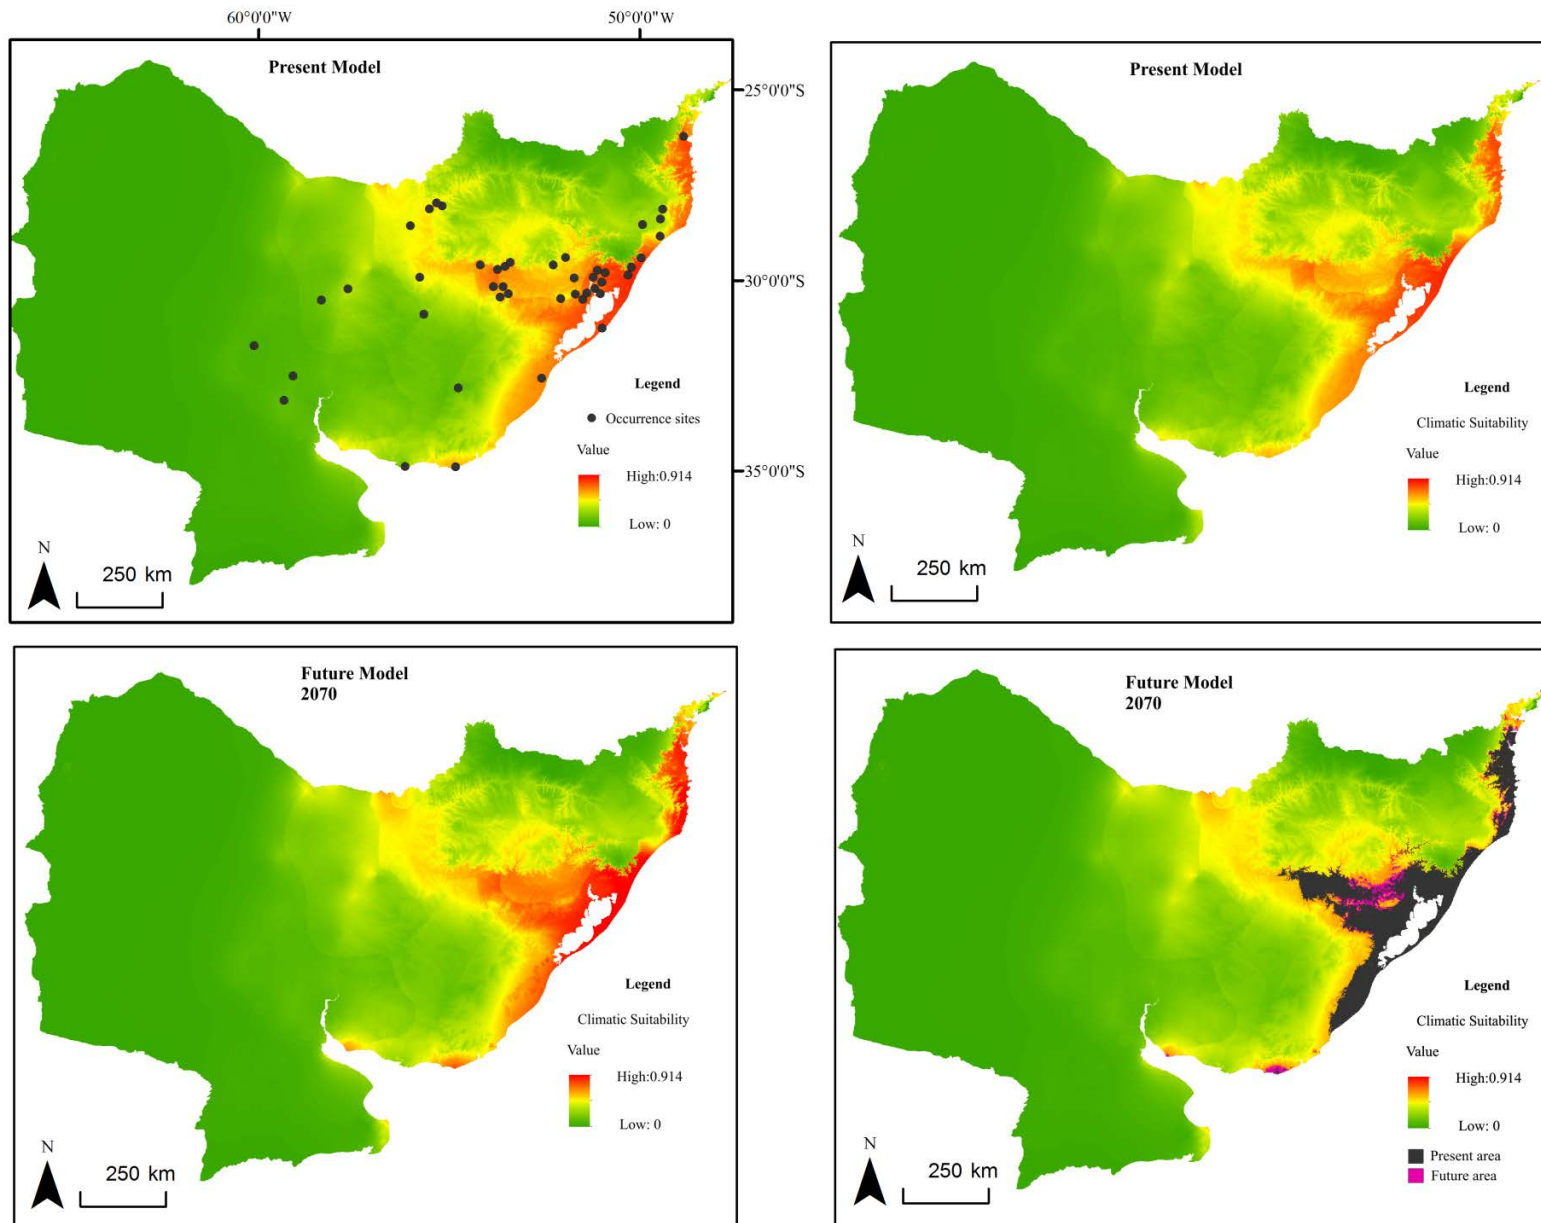 60°0'0"W
50°0'0"W
Present Model
25°0'0"S
30°0'0"S
35°0'0"S
Legend
Occurrence sites
Value
High:0.914
Low: 0
N
250 km
Present Model
Legend
Climatic Suitability
Value
High:0.914
Low: 0
N
250 km
Future Model
2070
Legend
Climatic Suitability
Value
High:0.914
Low: 0
N
250 km
Future Model
2070
Legend
Climatic Suitability
Value
High:0.914
Low: 0
Present area
Future area
N
250 km